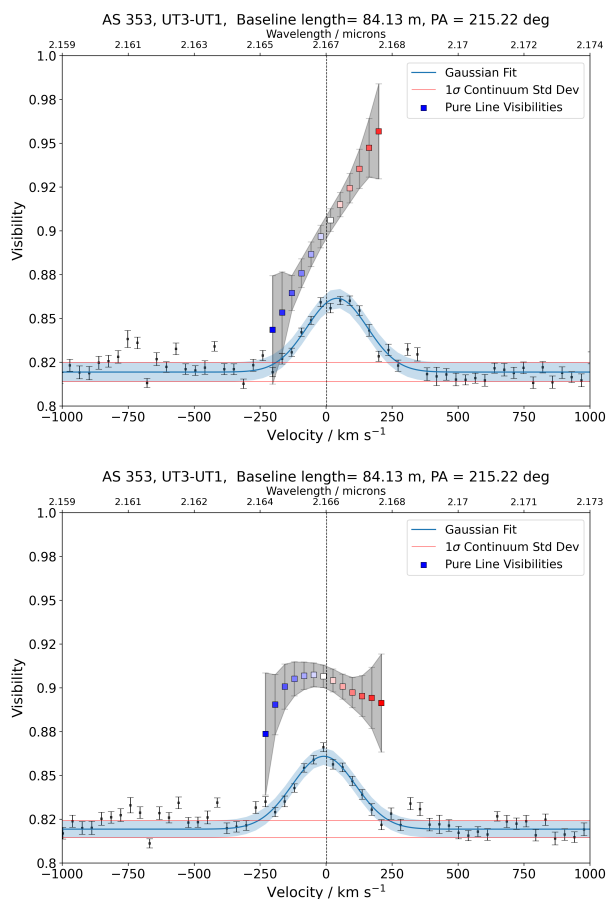 AS 353, UT3-UT1,  Baseline length= 84.13 m, PA = 215.22 deg
Wavelength / microns
2.159 2.161 2.163 2.165 2.167 2.168 2.17 2.172 2.174
1.0
0.98
0.95
0.92
0.9
0.88
0.85
0.82
0.8
Visibility
Gaussian Fit
1σ Continuum Std Dev
Pure Line Visibilities
−1000 −750 −500 −250 0 250 500 750 1000
Velocity / km s⁻¹
AS 353, UT3-UT1,  Baseline length= 84.13 m, PA = 215.22 deg
Wavelength / microns
2.159 2.161 2.162 2.164 2.166 2.168 2.17 2.171 2.173
1.0
0.98
0.95
0.92
0.9
0.88
0.85
0.82
0.8
Visibility
Gaussian Fit
1σ Continuum Std Dev
Pure Line Visibilities
−1000 −750 −500 −250 0 250 500 750 1000
Velocity / km s⁻¹